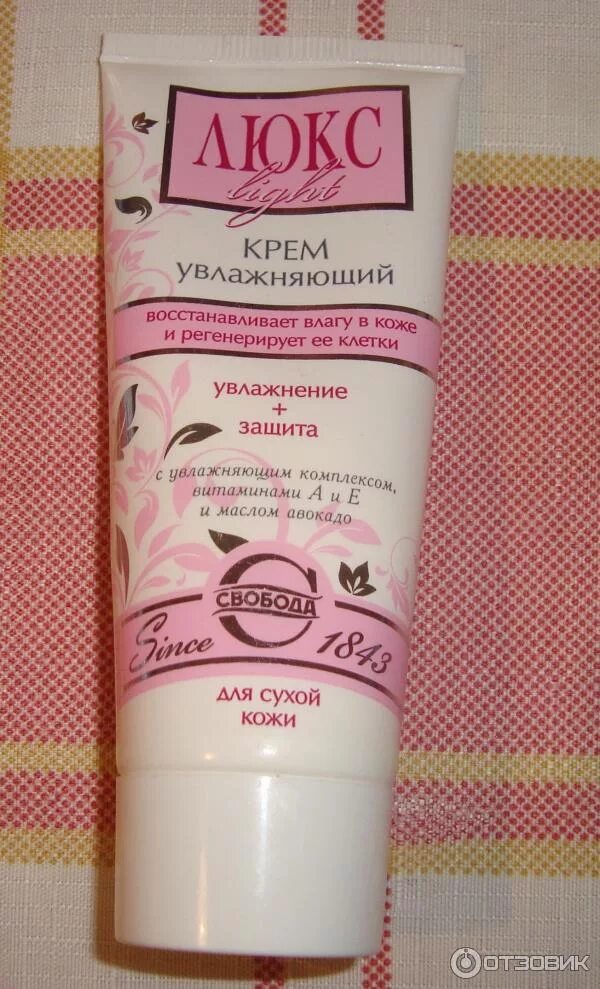 ЛЮКС
light
КРЕМ
УВЛАЖНЯЮЩИЙ
ВОССТАНАВЛИВАЕТ ВЛАГУ В КОЖЕ
И РЕГЕНЕРИРУЕТ ЕЕ КЛЕТКИ
УВЛАЖНЕНИЕ
+
ЗАЩИТА
с увлажняющим комплексом,
витаминами А и Е
и маслом авокадо
СВОБОДА
Since 1843
ДЛЯ СУХОЙ
КОЖИ
ОТЗОВИК